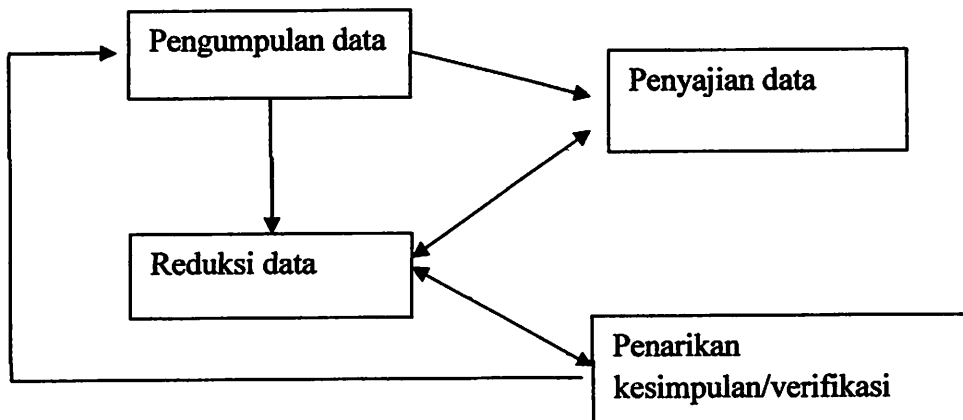 Pengumpulan data
Penyajian data
Reduksi data
Penarikan
kesimpulan/verifikasi